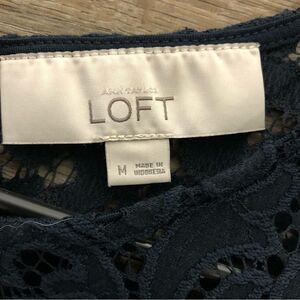 ANN TAYLOR
LOFT
M
MADE IN
INDONESIA